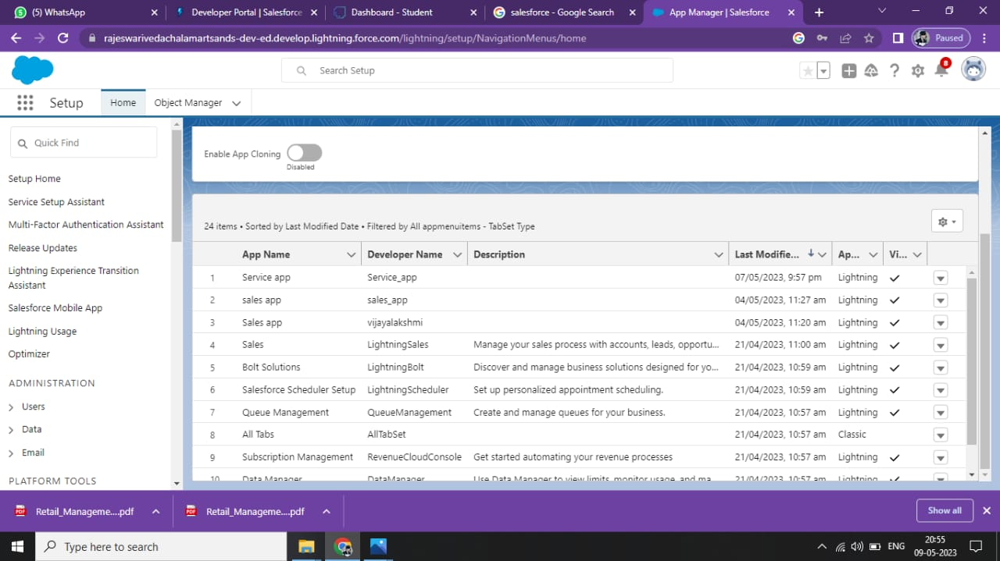 (5) WhatsApp
Developer Portal | Salesforce
Dashboard - Student
salesforce - Google Search
App Manager | Salesforce
rajeswarivedachalamartsands-dev-ed.develop.lightning.force.com/lightning/setup/NavigationMenus/home
Paused
Search Setup
8
Setup
Home
Object Manager
Quick Find
Setup Home
Service Setup Assistant
Multi-Factor Authentication Assistant
Release Updates
Lightning Experience Transition
Assistant
Salesforce Mobile App
Lightning Usage
Optimizer
ADMINISTRATION
Users
Data
Email
PLATFORM TOOLS
Enable App Cloning
Disabled
24 items • Sorted by Last Modified Date • Filtered by All appmenuitems - TabSet Type
App Name Developer Name Description Last Modifie... Ap... Vi...
1 Service app Service_app 07/05/2023, 9:57 pm Lightning
2 sales app sales_app 04/05/2023, 11:27 am Lightning
3 Sales app vijayalakshmi 04/05/2023, 11:20 am Lightning
4 Sales LightningSales Manage your sales process with accounts, leads, opportu... 21/04/2023, 11:00 am Lightning
5 Bolt Solutions LightningBolt Discover and manage business solutions designed for yo... 21/04/2023, 10:59 am Lightning
6 Salesforce Scheduler Setup LightningScheduler Set up personalized appointment scheduling. 21/04/2023, 10:59 am Lightning
7 Queue Management QueueManagement Create and manage queues for your business. 21/04/2023, 10:57 am Lightning
8 All Tabs AllTabSet 21/04/2023, 10:57 am Classic
9 Subscription Management RevenueCloudConsole Get started automating your revenue processes 21/04/2023, 10:57 am Lightning
10 Data Manager DataManager Use Data Manager to view limits, monitor usage, and ma... 21/04/2023, 10:57 am Lightning
PDF
Retail_Manageme....pdf
PDF
Retail_Manageme....pdf
Show all
Type here to search
ENG
20:55
09-05-2023